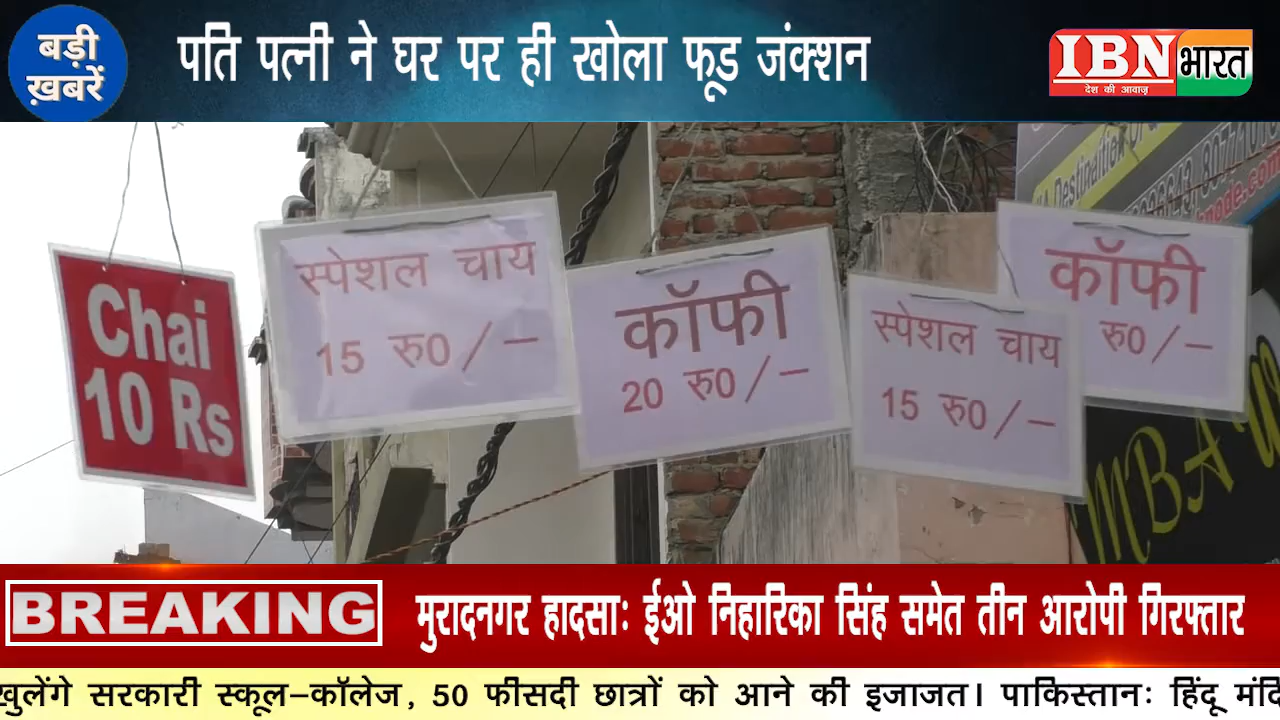 बड़ी
ख़बरें
पति पत्नी ने घर पर ही खोला फूड जंक्शन
IBN भारत
देश की आवाज़
Chai
10 Rs
स्पेशल चाय
15 रु0/-
कॉफी
20 रु0/-
स्पेशल चाय
15 रु0/-
कॉफी
रु0/-
MBA
BREAKING
मुरादनगर हादसाः ईओ निहारिका सिंह समेत तीन आरोपी गिरफ्तार
खुलेंगे सरकारी स्कूल-कॉलेज, 50 फीसदी छात्रों को आने की इजाजत। पाकिस्तानः हिंदू